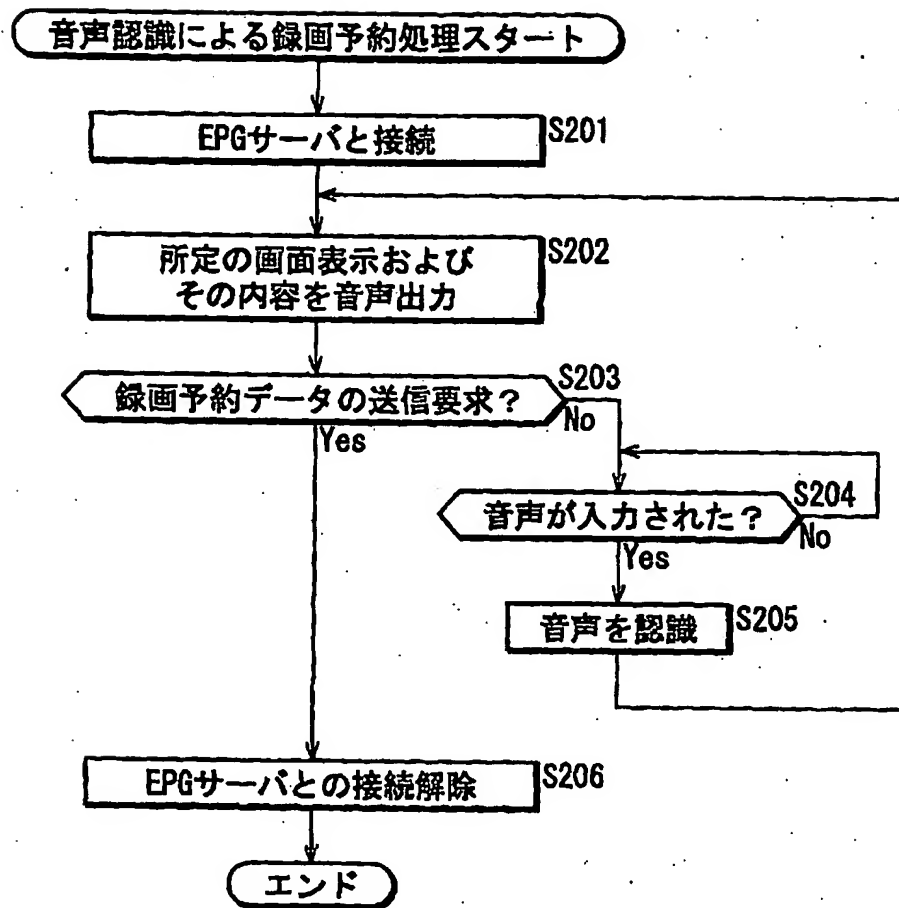 音声認識による録画予約処理スタート
EPGサーバと接続
S201
所定の画面表示および
その内容を音声出力
S202
録画予約データの送信要求?
S203
No
Yes
音声が入力された?
S204
No
Yes
音声を認識
S205
EPGサーバとの接続解除
S206
エンド